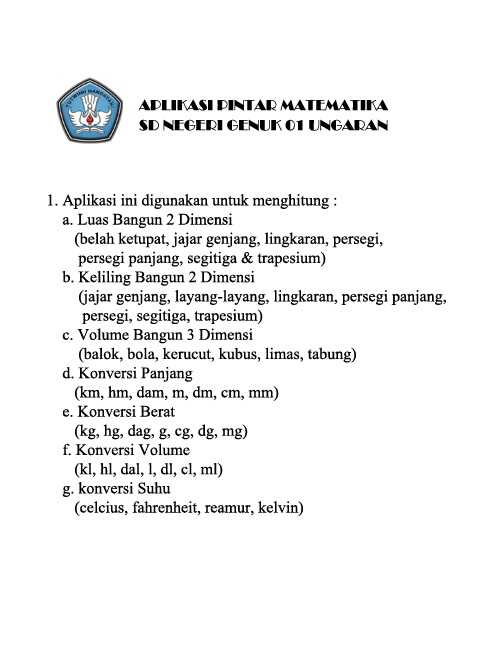 TUT WURI HANDAYANI
APLIKASI PINTAR MATEMATIKA
SD NEGERI GENUK 01 UNGARAN
1. Aplikasi ini digunakan untuk menghitung :
a. Luas Bangun 2 Dimensi
(belah ketupat, jajar genjang, lingkaran, persegi,
persegi panjang, segitiga & trapesium)
b. Keliling Bangun 2 Dimensi
(jajar genjang, layang-layang, lingkaran, persegi panjang,
persegi, segitiga, trapesium)
c. Volume Bangun 3 Dimensi
(balok, bola, kerucut, kubus, limas, tabung)
d. Konversi Panjang
(km, hm, dam, m, dm, cm, mm)
e. Konversi Berat
(kg, hg, dag, g, cg, dg, mg)
f. Konversi Volume
(kl, hl, dal, l, dl, cl, ml)
g. konversi Suhu
(celcius, fahrenheit, reamur, kelvin)